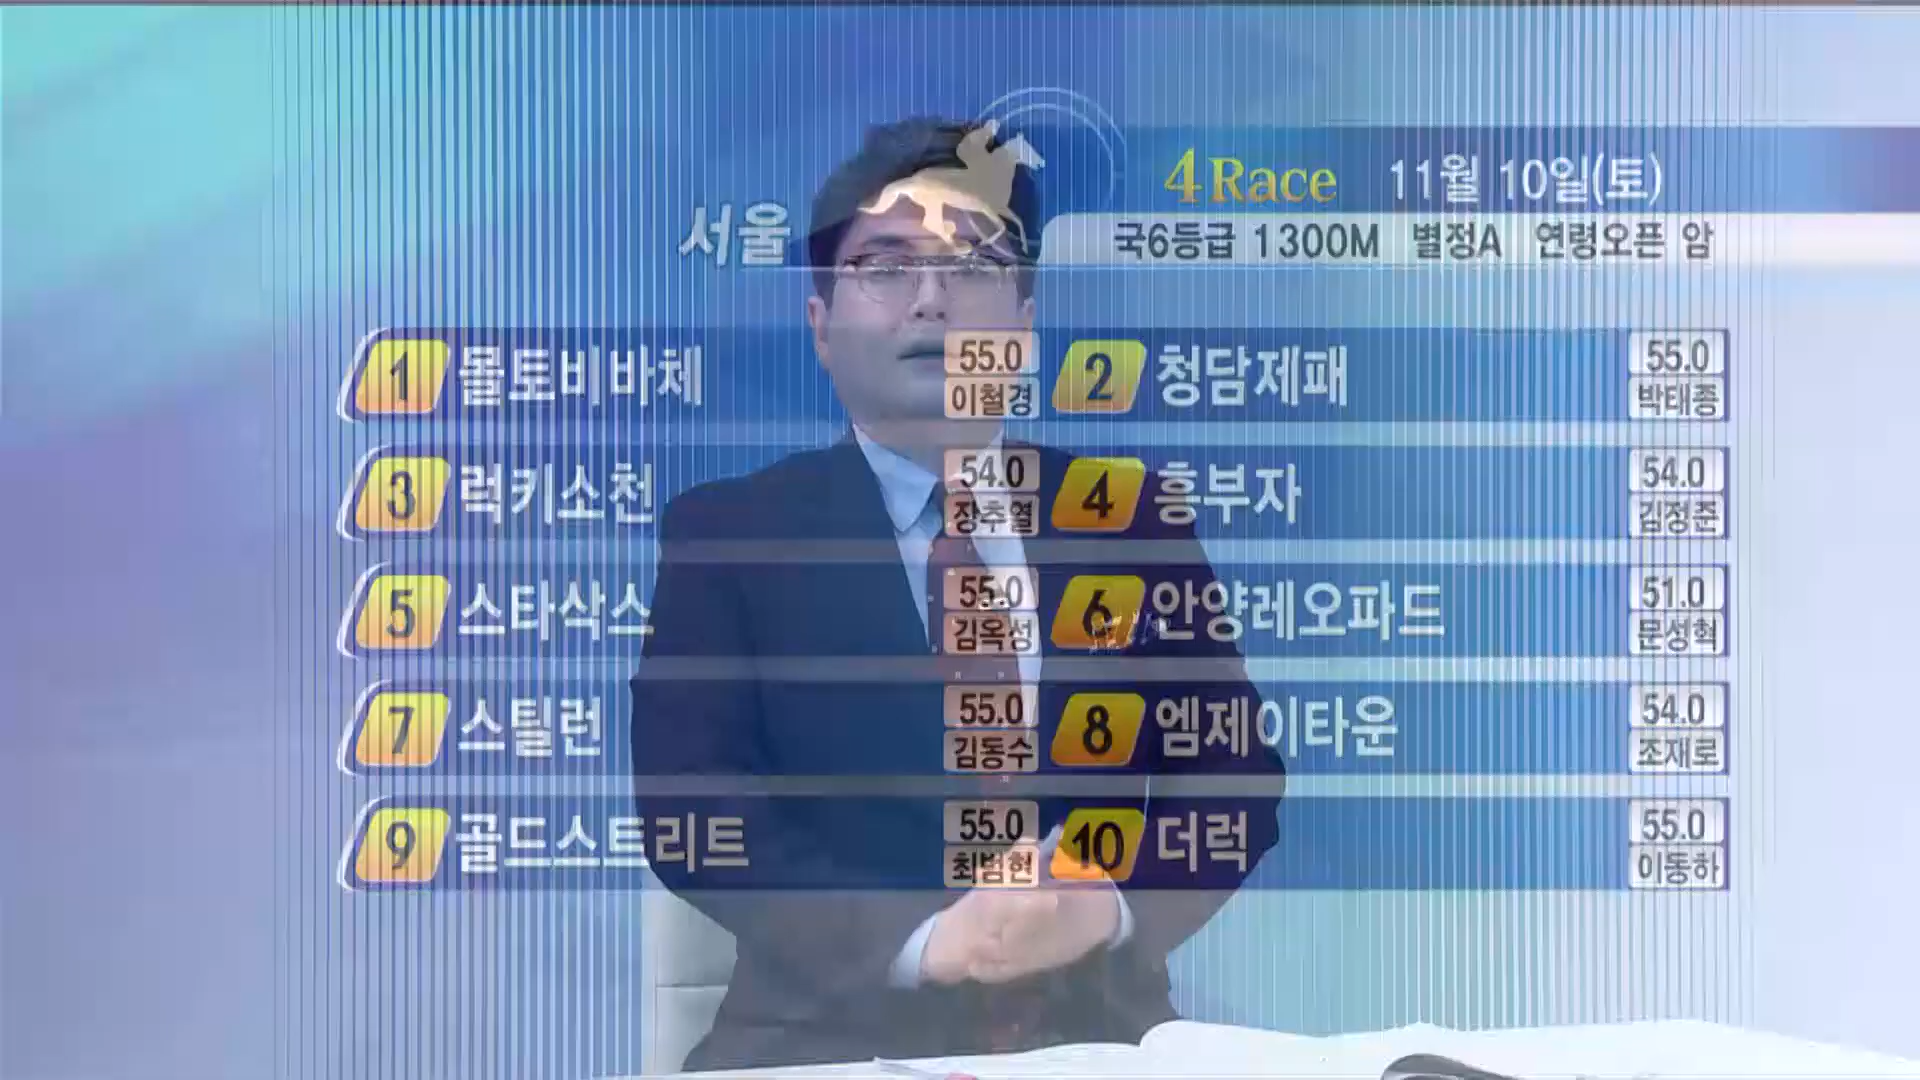 서울
4 Race 11월 10일(토)
국6등급 1300M 별정A 연령오픈 암
1 몰토비바체 55.0 이철경
2 청담제패 55.0 박태종
3 럭키소천 54.0 장추열
4 흥부자 54.0 김정준
5 스타삭스 55.0 김옥성
6 안양레오파드 51.0 문성혁
7 스틸런 55.0 김동수
8 엠제이타운 54.0 조재로
9 골드스트리트 55.0 최범현
10 더럭 55.0 이동하